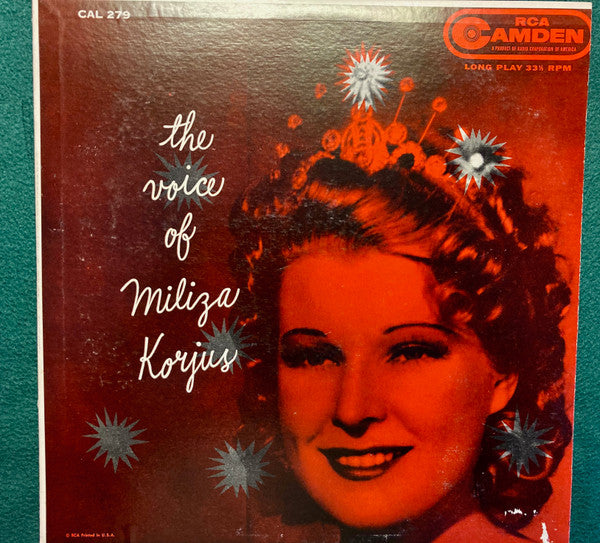 CAL 279
RCA
CAMDEN
A PRODUCT OF RADIO CORPORATION OF AMERICA
LONG PLAY 33⅓ RPM
the
voice
of
Miliza
Korjus
© RCA Printed in U.S.A.